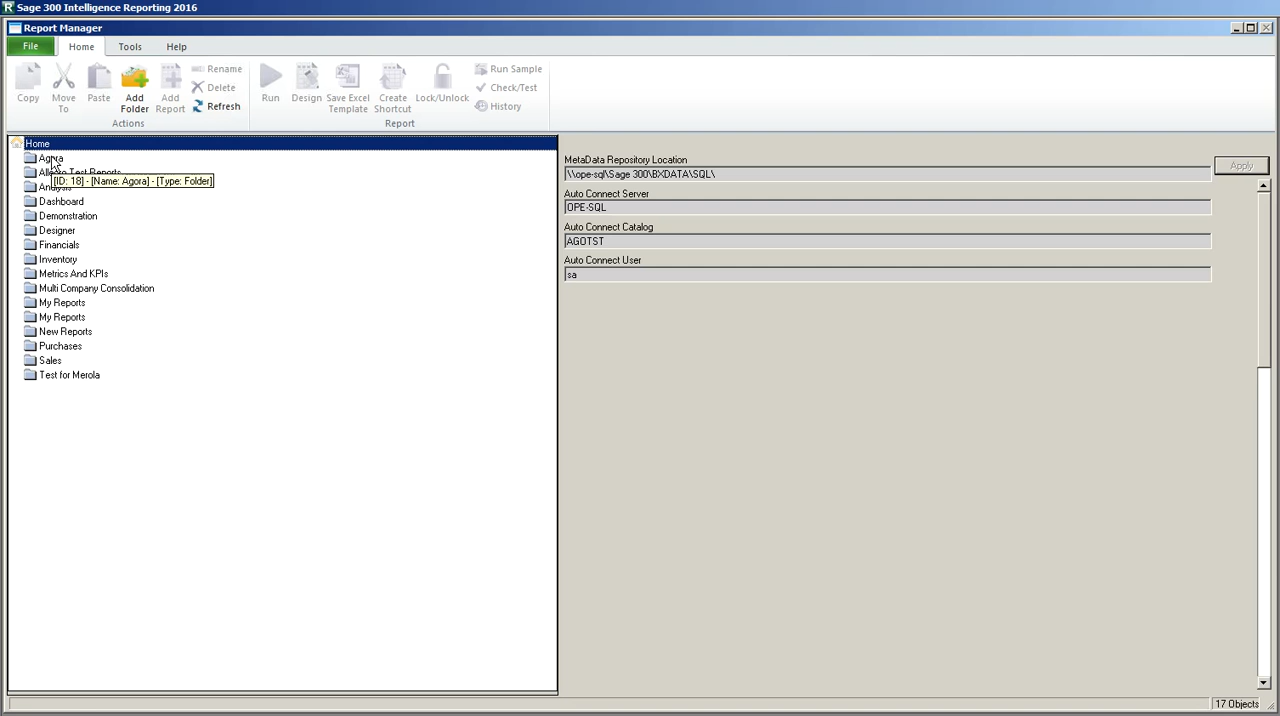 Sage 300 Intelligence Reporting 2016
Report Manager
File Home Tools Help
Copy Move To Paste Add Folder Add Report Rename Delete Refresh
Run Design Save Excel Template Create Shortcut Lock/Unlock Run Sample Check/Test History
Actions Report
Home
Agora
Test Reports
[ID: 18] - [Name: Agora] - [Type: Folder]
Analysis
Dashboard
Demonstration
Designer
Financials
Inventory
Metrics And KPIs
Multi Company Consolidation
My Reports
My Reports
New Reports
Purchases
Sales
Test for Merola
MetaData Repository Location
\\ope-sql\Sage 300\BXDATA\SQL\
Apply
Auto Connect Server
OPE-SQL
Auto Connect Catalog
AGOTST
Auto Connect User
sa
17 Objects